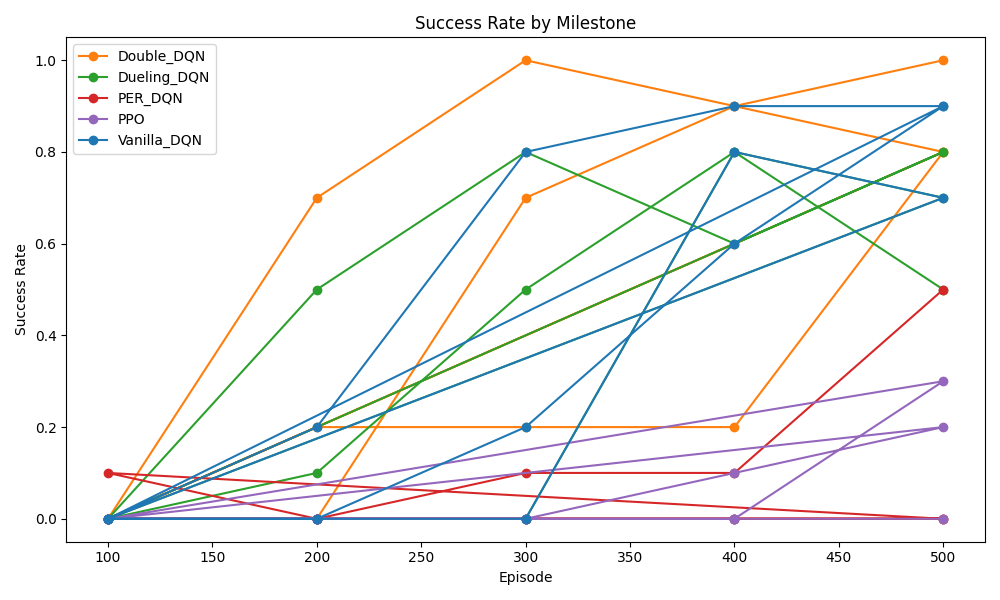 Success Rate by Milestone
Double_DQN
Dueling_DQN
PER_DQN
PPO
Vanilla_DQN
Success Rate
1.0
0.8
0.6
0.4
0.2
0.0
100 150 200 250 300 350 400 450 500
Episode